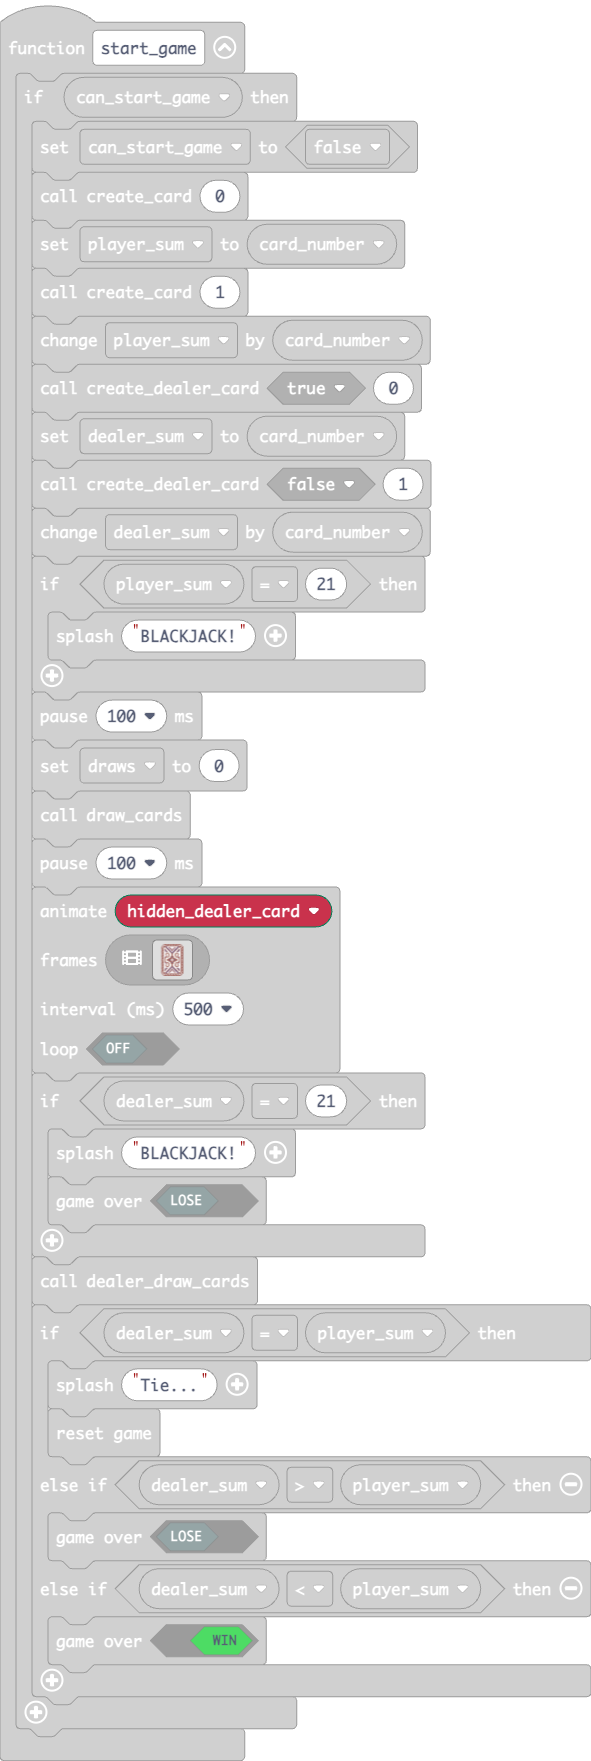 function start_game
if can_start_game then
set can_start_game to false
call create_card 0
set player_sum to card_number
call create_card 1
change player_sum by card_number
call create_dealer_card true 0
set dealer_sum to card_number
call create_dealer_card false 1
change dealer_sum by card_number
if player_sum = 21 then
splash "BLACKJACK!"
pause 100 ms
set draws to 0
call draw_cards
pause 100 ms
animate hidden_dealer_card
frames
interval (ms) 500
loop OFF
if dealer_sum = 21 then
splash "BLACKJACK!"
game over LOSE
call dealer_draw_cards
if dealer_sum = player_sum then
splash "Tie..."
reset game
else if dealer_sum > player_sum then
game over LOSE
else if dealer_sum < player_sum then
game over WIN